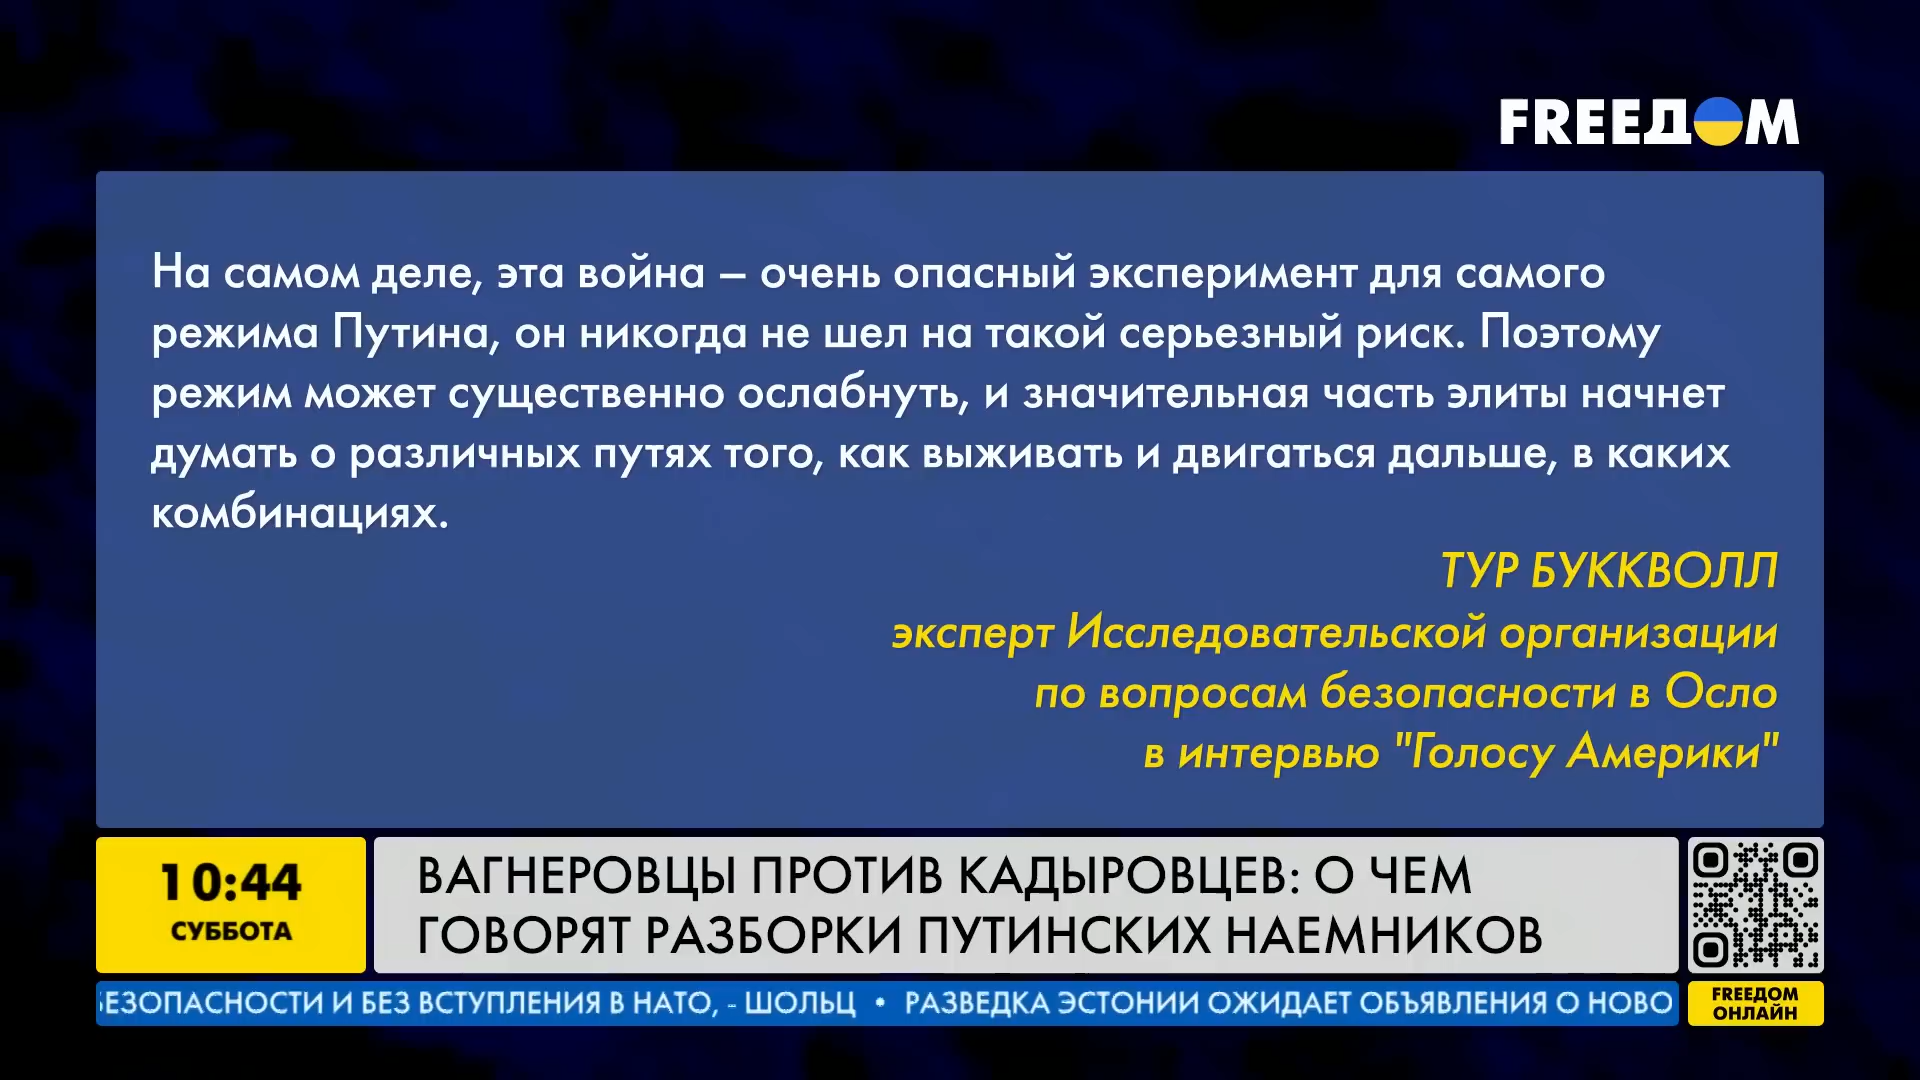 FREEДOM
На самом деле, эта война – очень опасный эксперимент для самого
режима Путина, он никогда не шел на такой серьезный риск. Поэтому
режим может существенно ослабнуть, и значительная часть элиты начнет
думать о различных путях того, как выживать и двигаться дальше, в каких
комбинациях.
ТУР БУККВОЛЛ
эксперт Исследовательской организации
по вопросам безопасности в Осло
в интервью "Голосу Америки"
10:44
СУББОТА
ВАГНЕРОВЦЫ ПРОТИВ КАДЫРОВЦЕВ: О ЧЕМ
ГОВОРЯТ РАЗБОРКИ ПУТИНСКИХ НАЕМНИКОВ
БЕЗОПАСНОСТИ И БЕЗ ВСТУПЛЕНИЯ В НАТО, - ШОЛЬЦ • РАЗВЕДКА ЭСТОНИИ ОЖИДАЕТ ОБЪЯВЛЕНИЯ О НОВО
FREEДOM
ОНЛАЙН